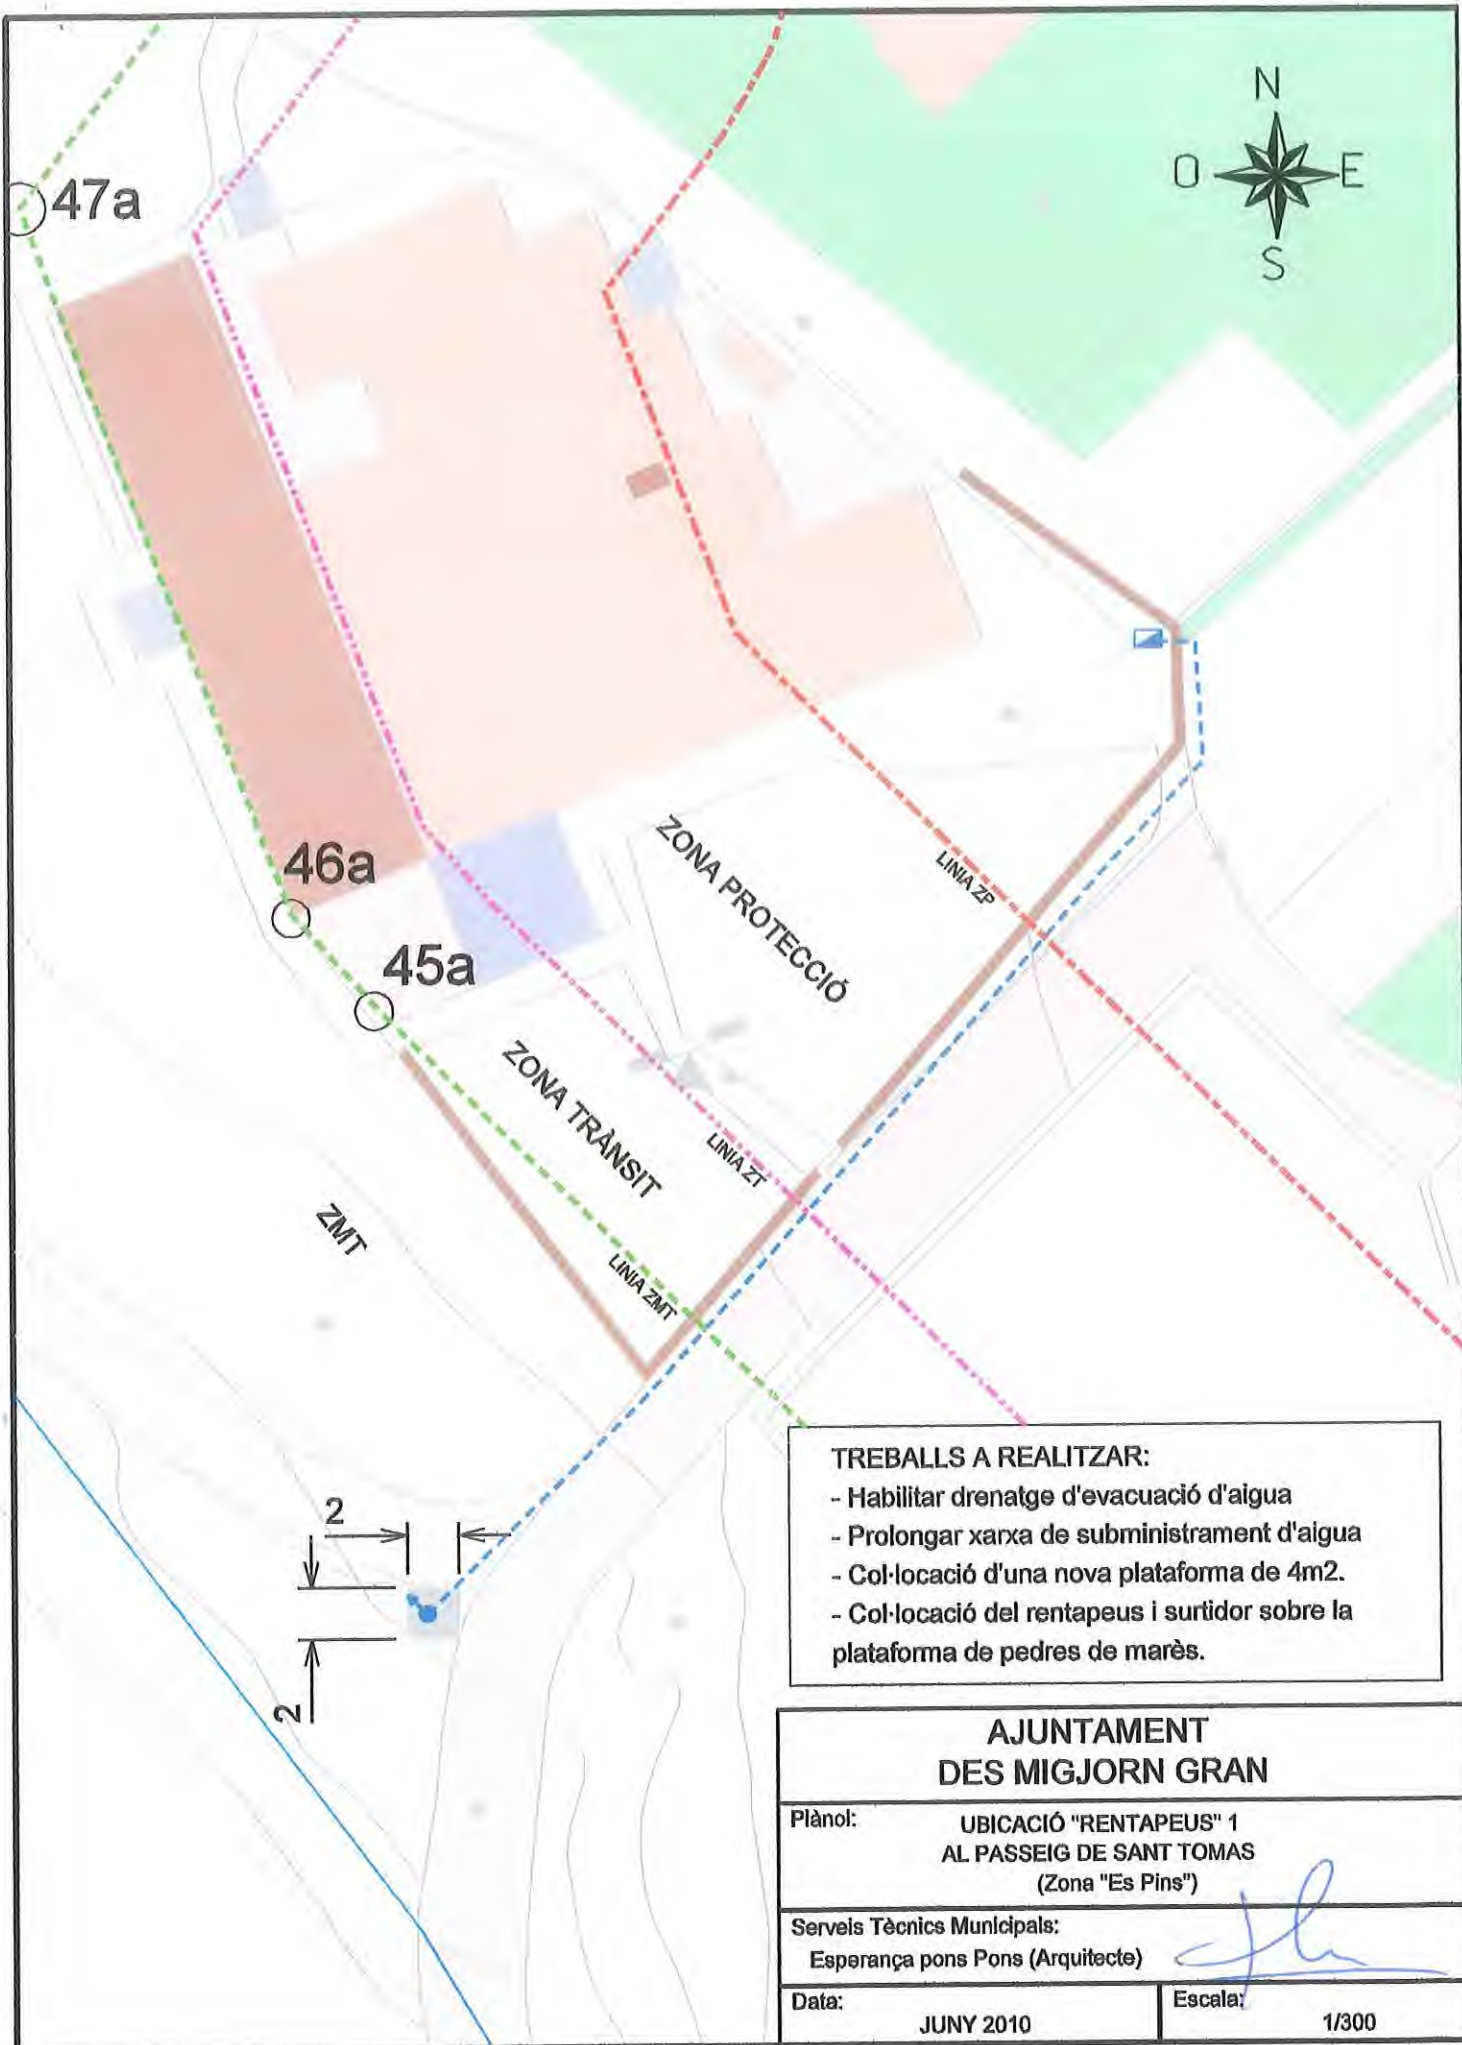 N
O E
S
47a
46a
45a
ZONA PROTECCIÓ
LINIA ZP
ZONA TRÀNSIT
LINIA ZT
ZMT
LINIA ZMT
2
2
TREBALLS A REALITZAR:
- Habilitar drenatge d'evacuació d'aigua
- Prolongar xarxa de subministrament d'aigua
- Col·locació d'una nova plataforma de 4m2.
- Col·locació del rentapeus i surtidor sobre la
plataforma de pedres de marès.
AJUNTAMENT
DES MIGJORN GRAN
Plànol:
UBICACIÓ "RENTAPEUS" 1
AL PASSEIG DE SANT TOMAS
(Zona "Es Pins")
Serveis Tècnics Municipals:
Esperança pons Pons (Arquitecte)
Data:
JUNY 2010
Escala:
1/300